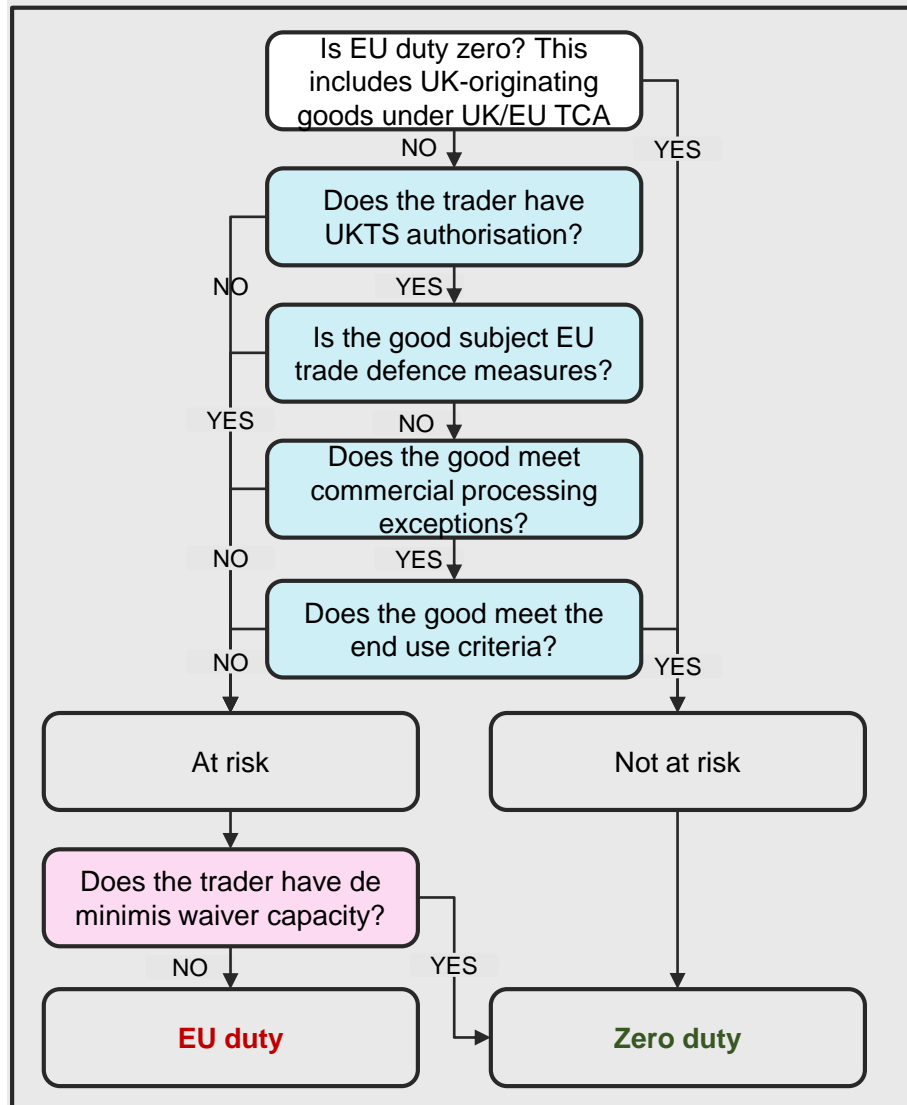 Is EU duty zero? This
includes UK-originating
goods under UK/EU TCA
NO
YES
Does the trader have
UKTS authorisation?
NO
YES
Is the good subject EU
trade defence measures?
YES
NO
Does the good meet
commercial processing
exceptions?
NO
YES
Does the good meet the
end use criteria?
NO
YES
At risk
Not at risk
Does the trader have de
minimis waiver capacity?
NO
YES
EU duty
Zero duty